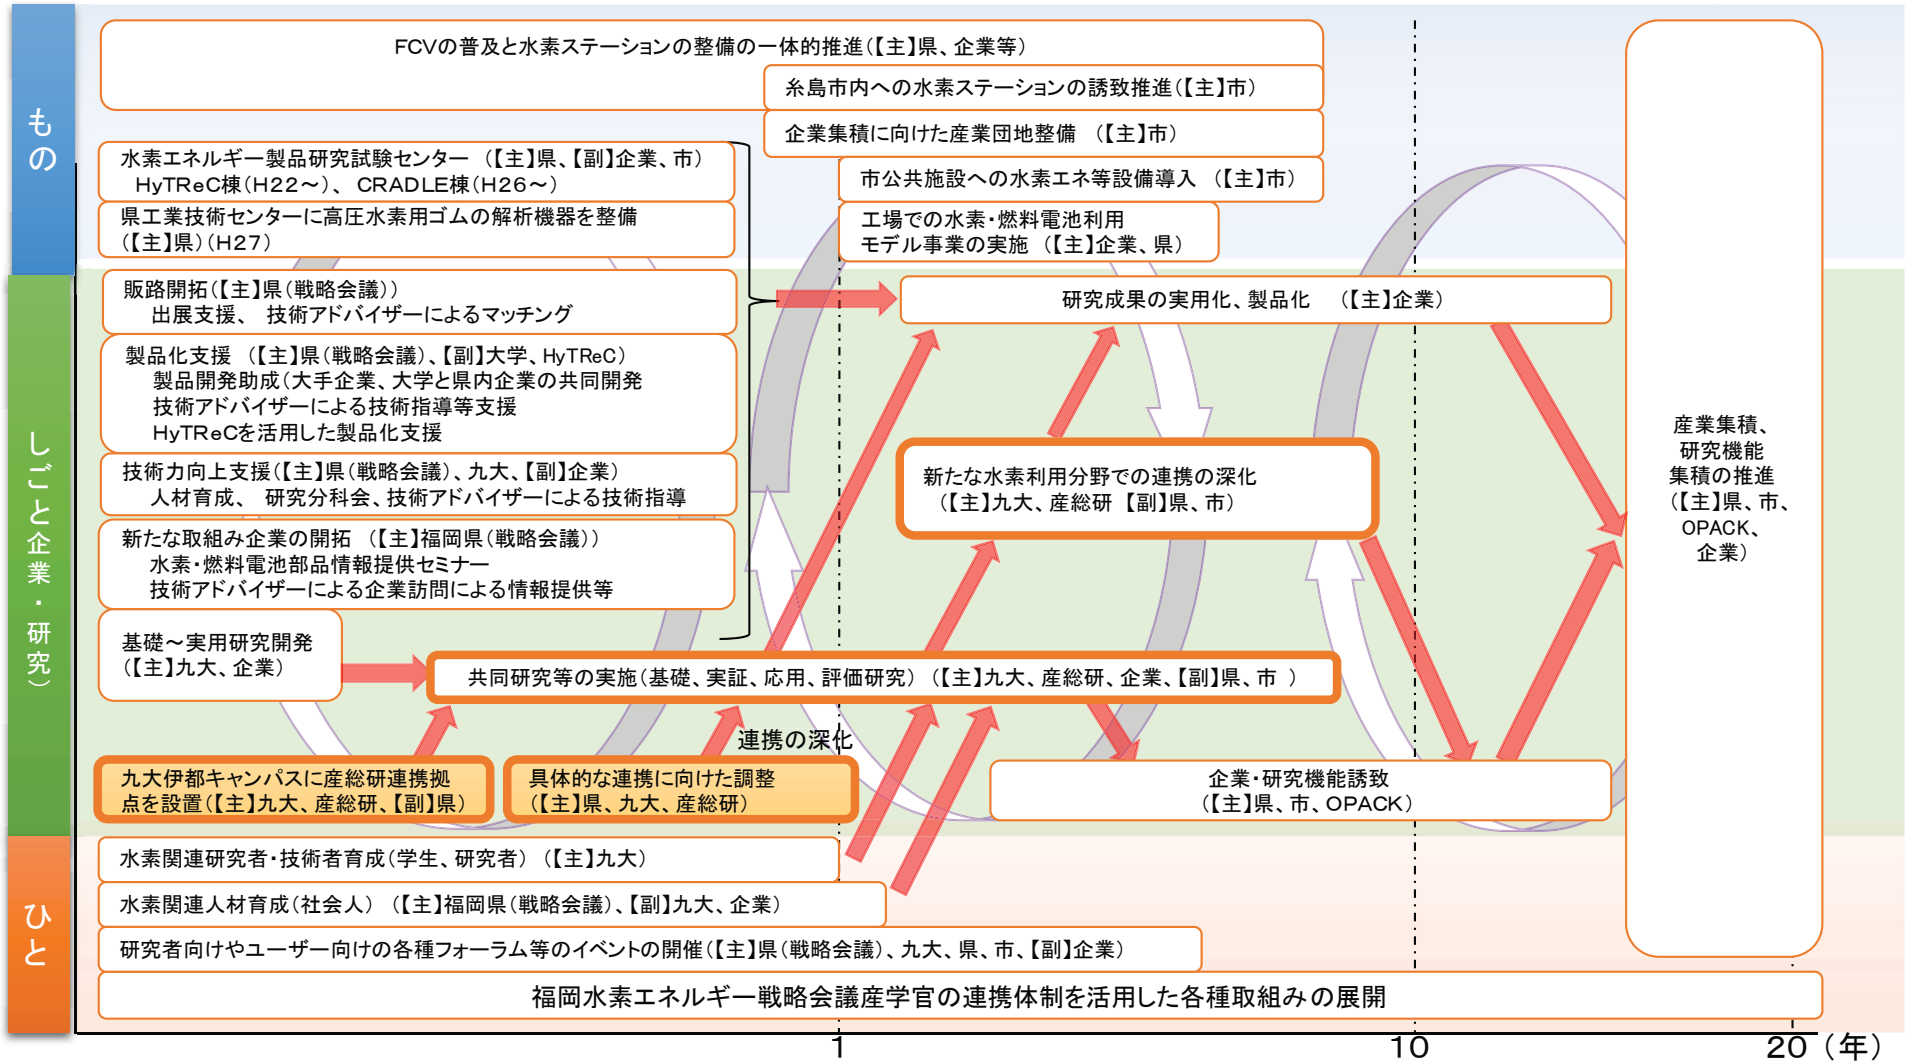 もの
FCVの普及と水素ステーションの整備の一体的推進(【主】県、企業等)
糸島市内への水素ステーションの誘致推進(【主】市)
企業集積に向けた産業団地整備 (【主】市)
水素エネルギー製品研究試験センター (【主】県、【副】企業、市)
HyTReC棟(H22～)、CRADLE棟(H26～)
市公共施設への水素エネ等設備導入 (【主】市)
県工業技術センターに高圧水素用ゴムの解析機器を整備
(【主】県)(H27)
工場での水素・燃料電池利用
モデル事業の実施 (【主】企業、県)
しごと(企業・研究)
販路開拓(【主】県(戦略会議))
出展支援、 技術アドバイザーによるマッチング
研究成果の実用化、製品化 (【主】企業)
製品化支援 (【主】県(戦略会議)、【副】大学、HyTReC)
製品開発助成(大手企業、大学と県内企業の共同開発
技術アドバイザーによる技術指導等支援
HyTReCを活用した製品化支援
技術力向上支援(【主】県(戦略会議)、九大、【副】企業)
人材育成、 研究分科会、技術アドバイザーによる技術指導
新たな水素利用分野での連携の深化
(【主】九大、産総研 【副】県、市)
新たな取組み企業の開拓 (【主】福岡県(戦略会議))
水素・燃料電池部品情報提供セミナー
技術アドバイザーによる企業訪問による情報提供等
基礎～実用研究開発
(【主】九大、企業)
共同研究等の実施(基礎、実証、応用、評価研究) (【主】九大、産総研、企業、【副】県、市 )
連携の深化
九大伊都キャンパスに産総研連携拠
点を設置(【主】九大、産総研、【副】県)
具体的な連携に向けた調整
(【主】県、九大、産総研)
企業・研究機能誘致
(【主】県、市、OPACK)
産業集積、
研究機能
集積の推進
(【主】県、市、
OPACK、
企業)
ひと
水素関連研究者・技術者育成(学生、研究者) (【主】九大)
水素関連人材育成(社会人) (【主】福岡県(戦略会議)、【副】九大、企業)
研究者向けやユーザー向けの各種フォーラム等のイベントの開催(【主】県(戦略会議)、九大、県、市、【副】企業)
福岡水素エネルギー戦略会議産学官の連携体制を活用した各種取組みの展開
1 10 20 (年)